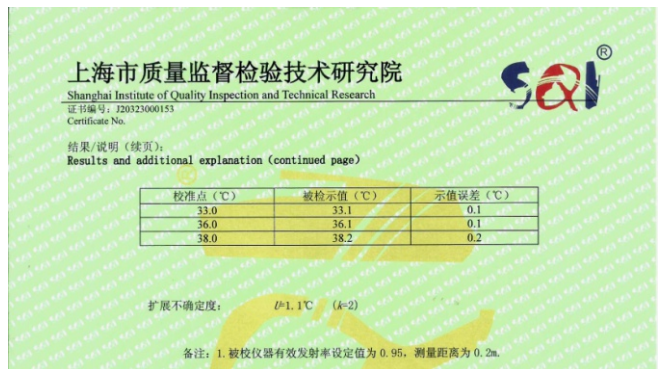 上海市质量监督检验技术研究院
SQI®
Shanghai Institute of Quality Inspection and Technical Research
证书编号: J20323000153
Certificate No.
结果/说明（续页）:
Results and additional explanation (continued page)
校准点（℃） 被检示值（℃） 示值误差（℃）
33.0 33.1 0.1
36.0 36.1 0.1
38.0 38.2 0.2
扩展不确定度: U=1.1℃ （k=2）
备注: 1.被校仪器有效发射率设定值为 0.95，测量距离为 0.2m.